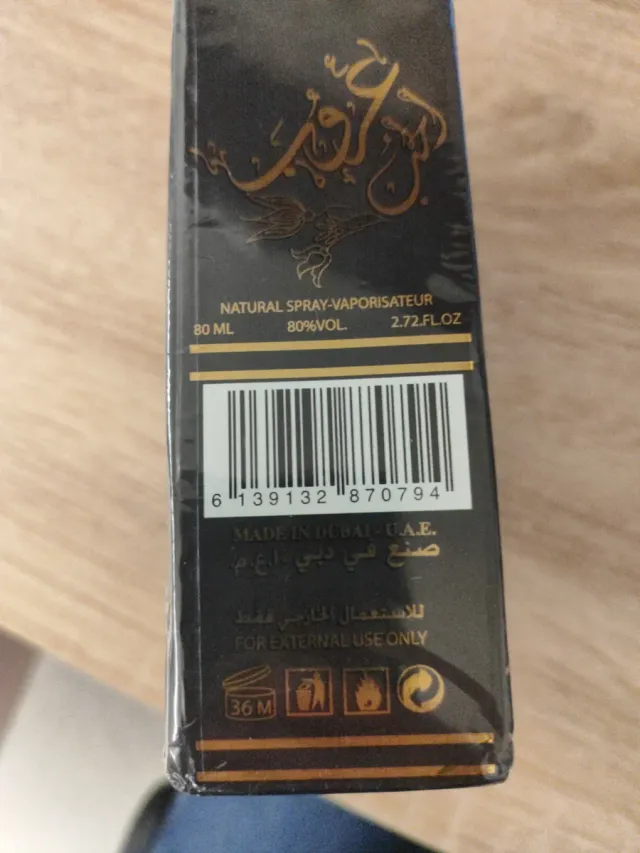 NATURAL SPRAY-VAPORISATEUR
80 ML 80%VOL. 2.72.FL.OZ
6 139132 870794
MADE IN DUBAI - U.A.E.
صنع في دبي .ا.ع.م.
للاستعمال الخارجي فقط
FOR EXTERNAL USE ONLY
36 M